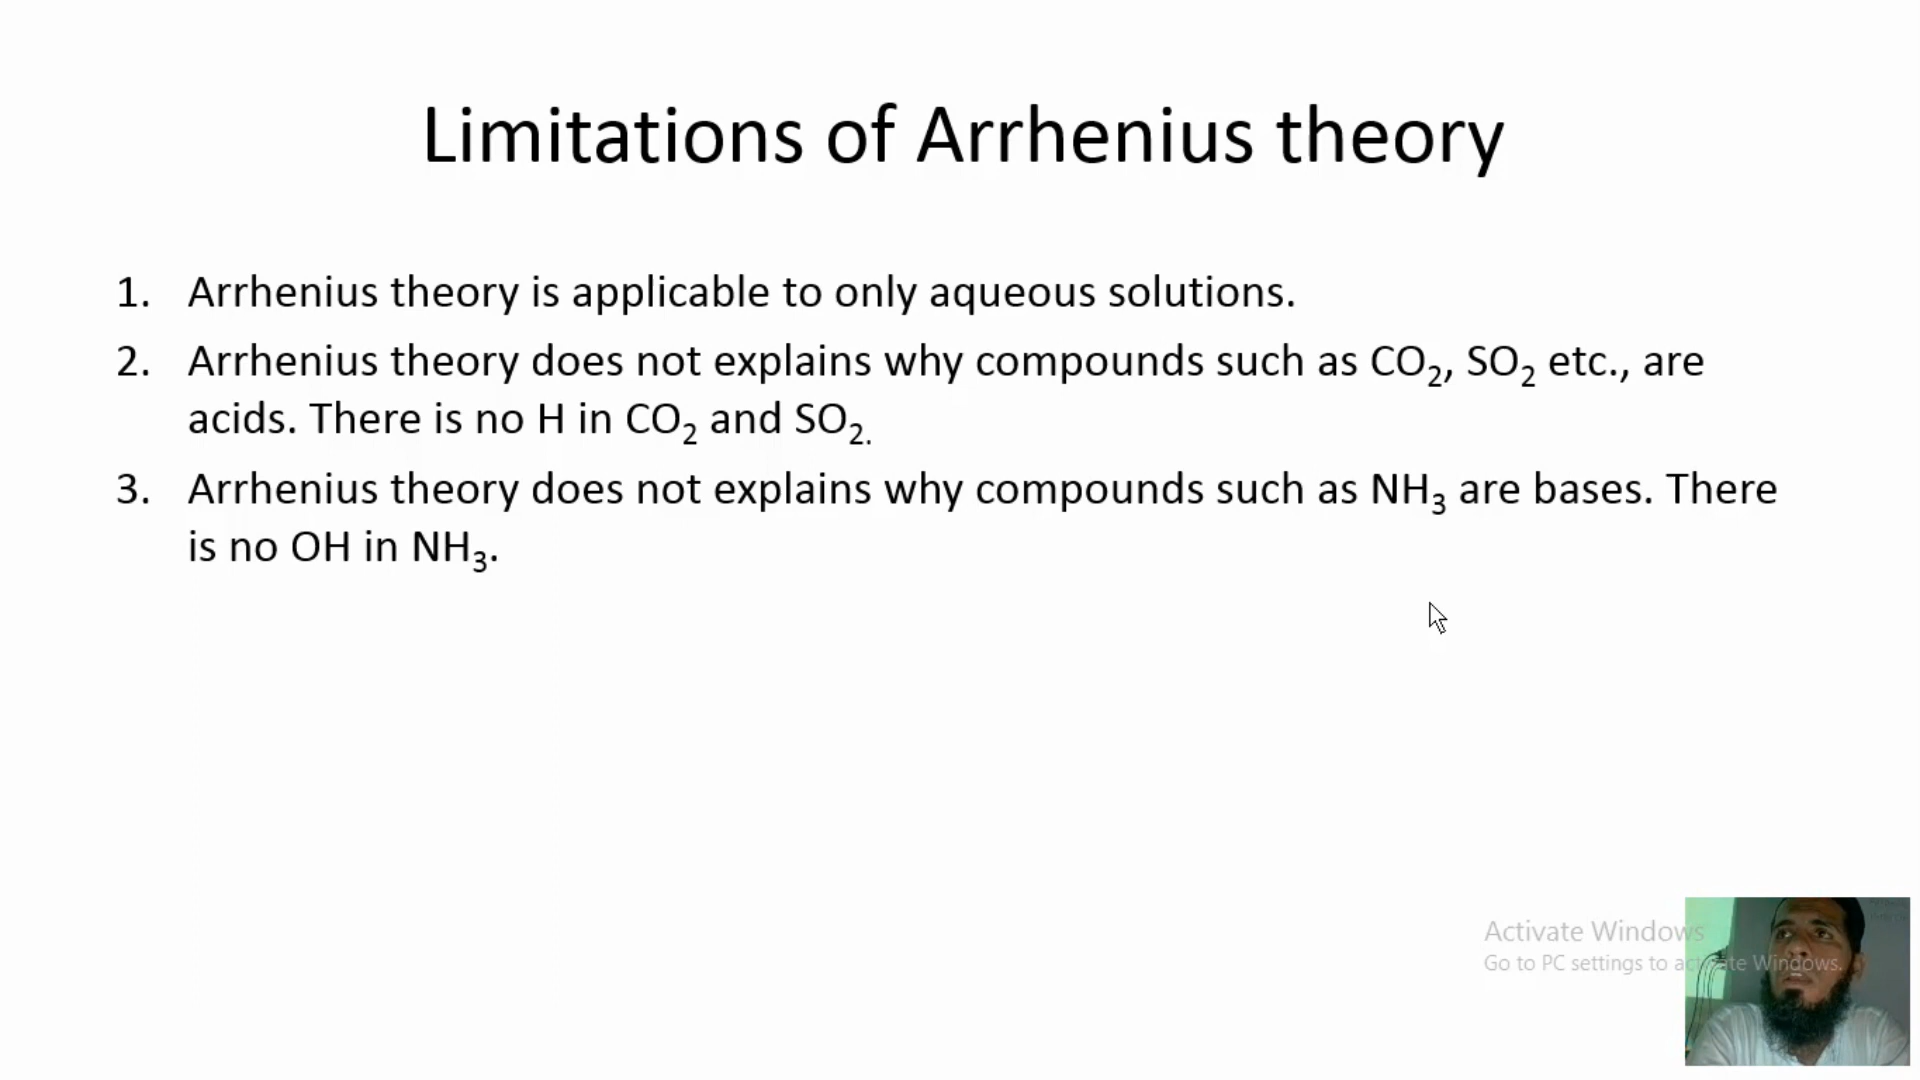 Limitations of Arrhenius theory
1. Arrhenius theory is applicable to only aqueous solutions.
2. Arrhenius theory does not explains why compounds such as CO₂, SO₂ etc., are
acids. There is no H in CO₂ and SO₂.
3. Arrhenius theory does not explains why compounds such as NH₃ are bases. There
is no OH in NH₃.
Activate Windows
Go to PC settings to activate Windows.